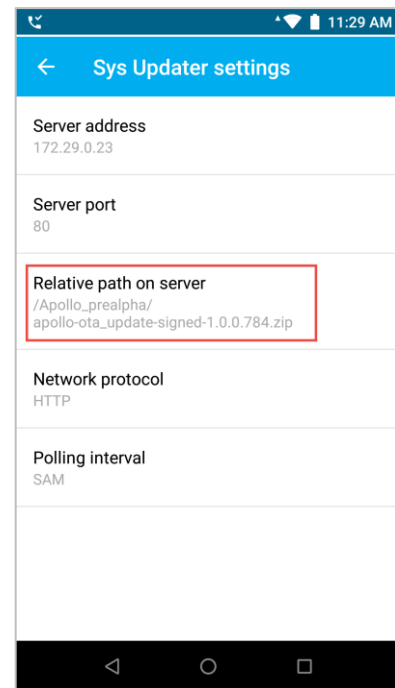 11:29 AM
Sys Updater settings
Server address
172.29.0.23
Server port
80
Relative path on server
/Apollo_prealpha/
apollo-ota_update-signed-1.0.0.784.zip
Network protocol
HTTP
Polling interval
SAM